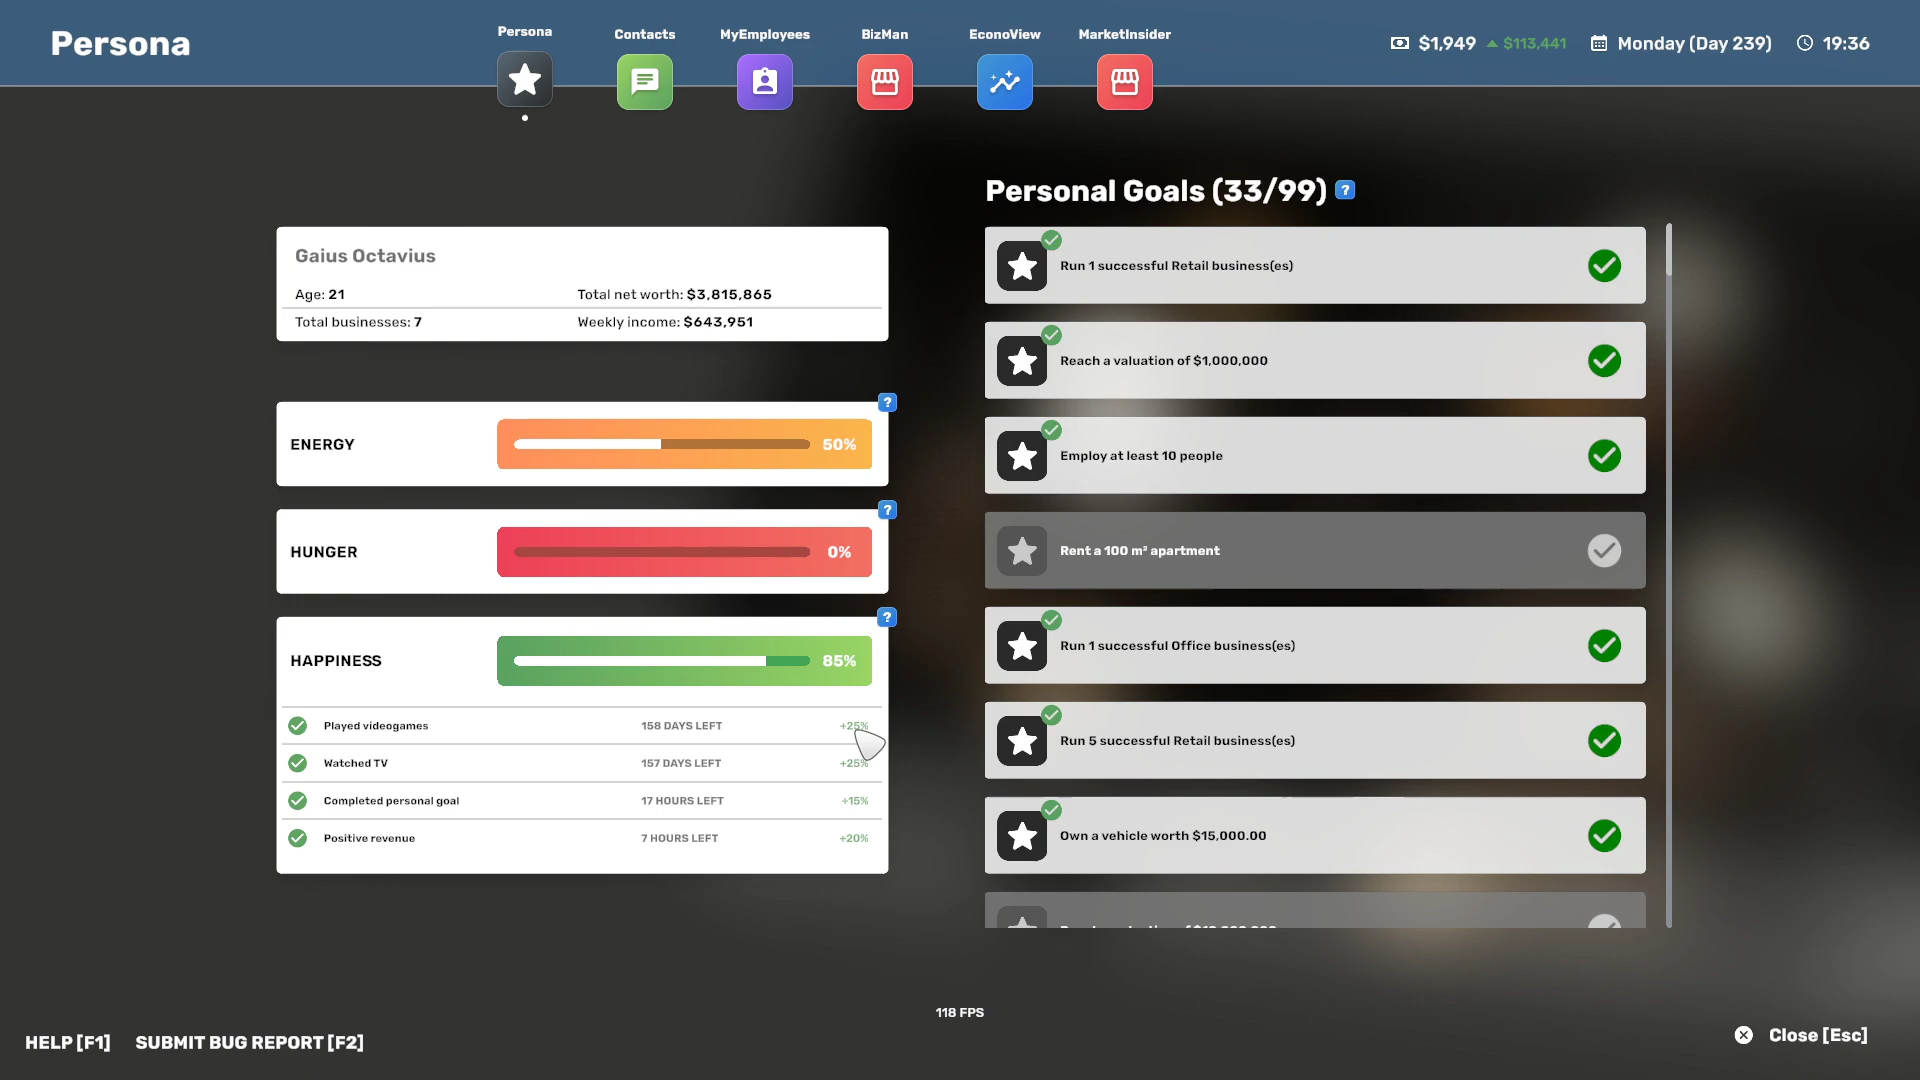 Persona
Persona
Contacts
MyEmployees
BizMan
EconoView
MarketInsider
$1,949
$113,441
Monday (Day 239)
19:36
Personal Goals (33/99) ?
Gaius Octavius
Age: 21
Total net worth: $3,815,865
Total businesses: 7
Weekly income: $643,951
?
ENERGY
50%
?
HUNGER
0%
?
HAPPINESS
85%
Played videogames
158 DAYS LEFT
+25%
Watched TV
157 DAYS LEFT
+25%
Completed personal goal
17 HOURS LEFT
+15%
Positive revenue
7 HOURS LEFT
+20%
Run 1 successful Retail business(es)
Reach a valuation of $1,000,000
Employ at least 10 people
Rent a 100 m² apartment
Run 1 successful Office business(es)
Run 5 successful Retail business(es)
Own a vehicle worth $15,000.00
118 FPS
HELP [F1]
SUBMIT BUG REPORT [F2]
Close [Esc]